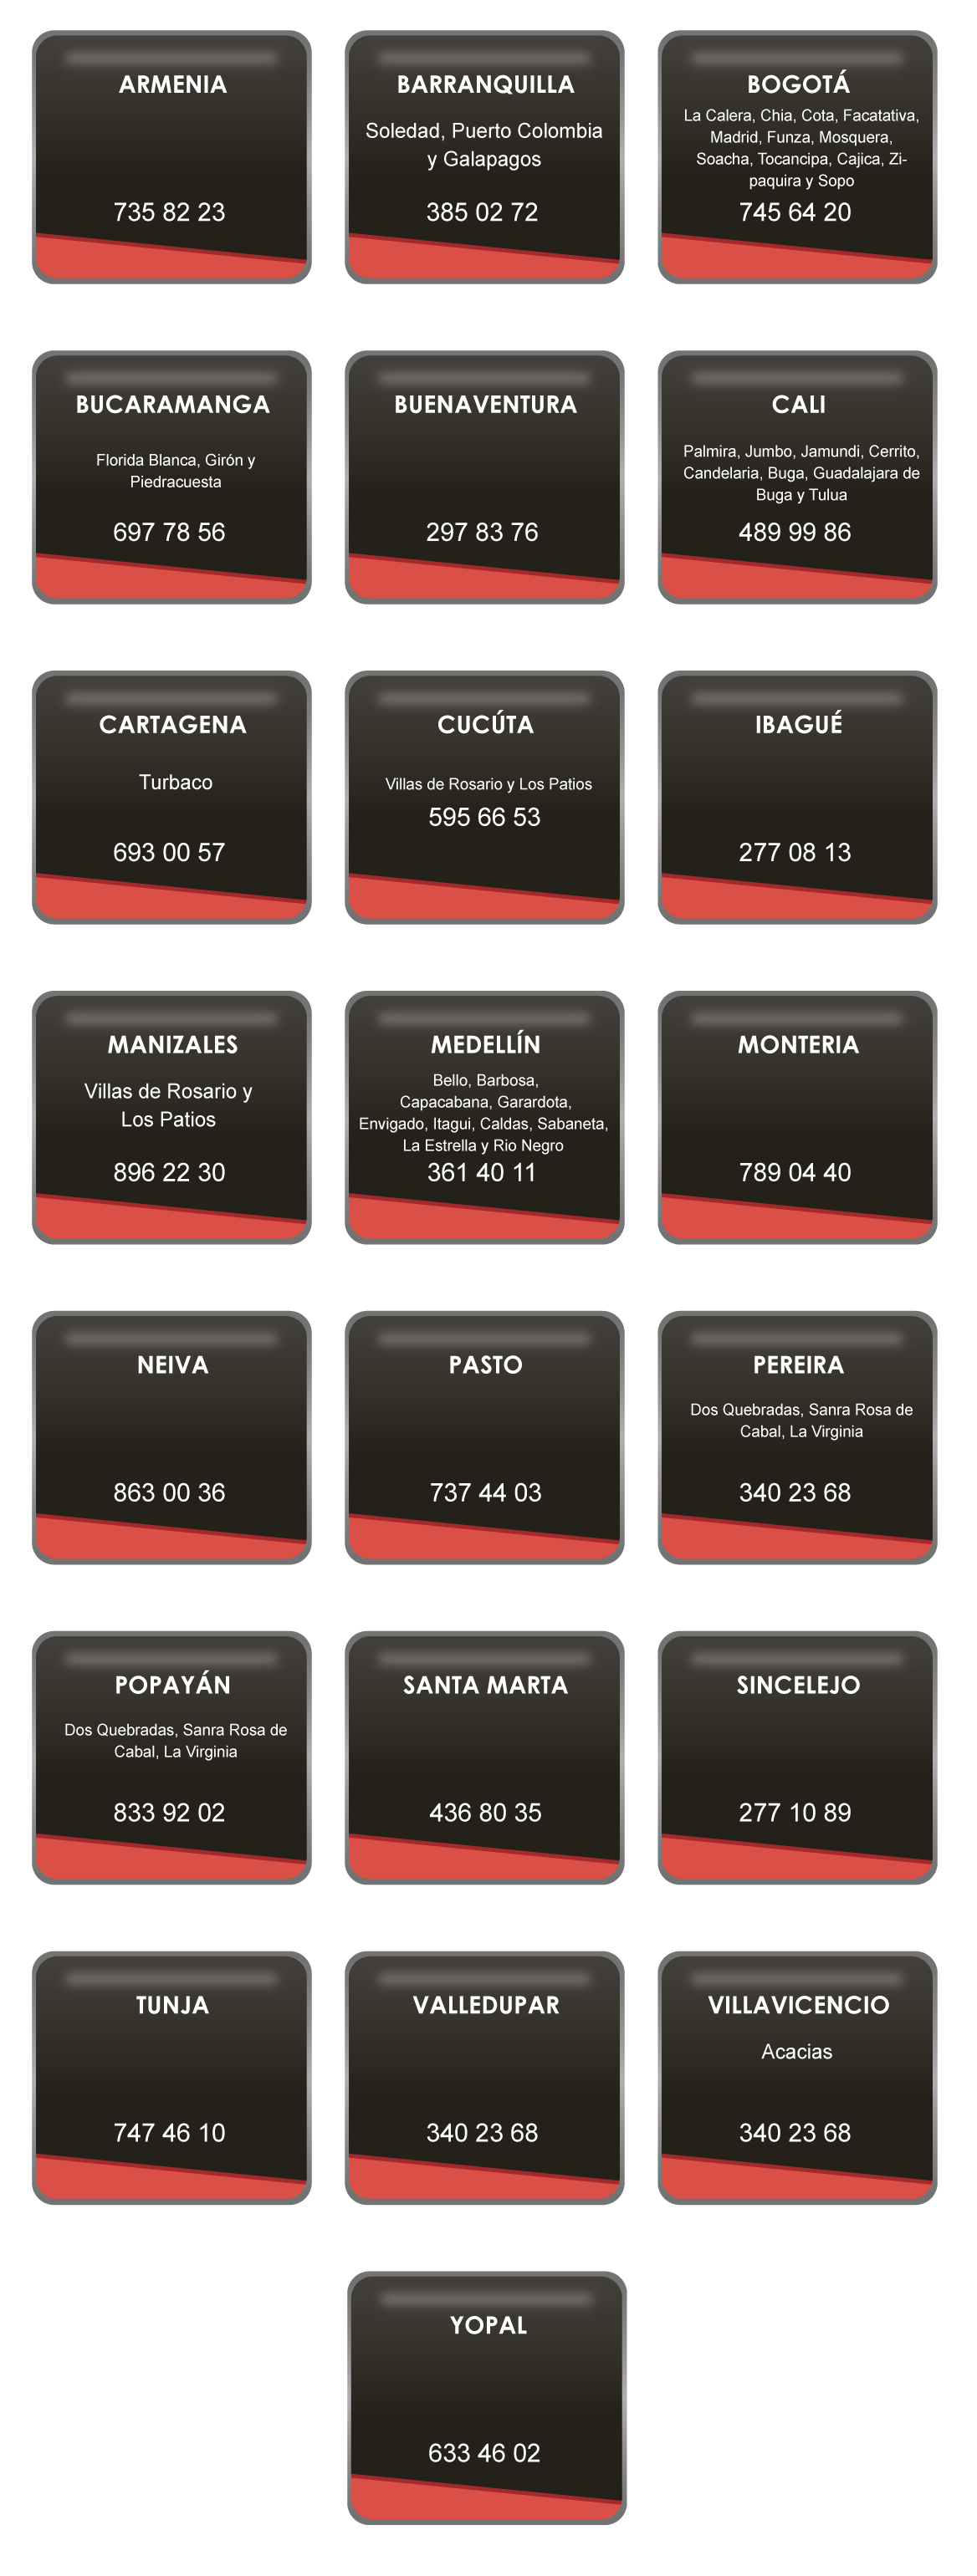 ARMENIA
735 82 23
BARRANQUILLA
Soledad, Puerto Colombia
y Galapagos
385 02 72
BOGOTÁ
La Calera, Chia, Cota, Facatativa,
Madrid, Funza, Mosquera,
Soacha, Tocancipa, Cajica, Zi-
paquira y Sopo
745 64 20
BUCARAMANGA
Florida Blanca, Girón y
Piedracuesta
697 78 56
BUENAVENTURA
297 83 76
CALI
Palmira, Jumbo, Jamundi, Cerrito,
Candelaria, Buga, Guadalajara de
Buga y Tulua
489 99 86
CARTAGENA
Turbaco
693 00 57
CUCÚTA
Villas de Rosario y Los Patios
595 66 53
IBAGUÉ
277 08 13
MANIZALES
Villas de Rosario y
Los Patios
896 22 30
MEDELLÍN
Bello, Barbosa,
Capacabana, Garardota,
Envigado, Itagui, Caldas, Sabaneta,
La Estrella y Rio Negro
361 40 11
MONTERIA
789 04 40
NEIVA
863 00 36
PASTO
737 44 03
PEREIRA
Dos Quebradas, Sanra Rosa de
Cabal, La Virginia
340 23 68
POPAYÁN
Dos Quebradas, Sanra Rosa de
Cabal, La Virginia
833 92 02
SANTA MARTA
436 80 35
SINCELEJO
277 10 89
TUNJA
747 46 10
VALLEDUPAR
340 23 68
VILLAVICENCIO
Acacias
340 23 68
YOPAL
633 46 02